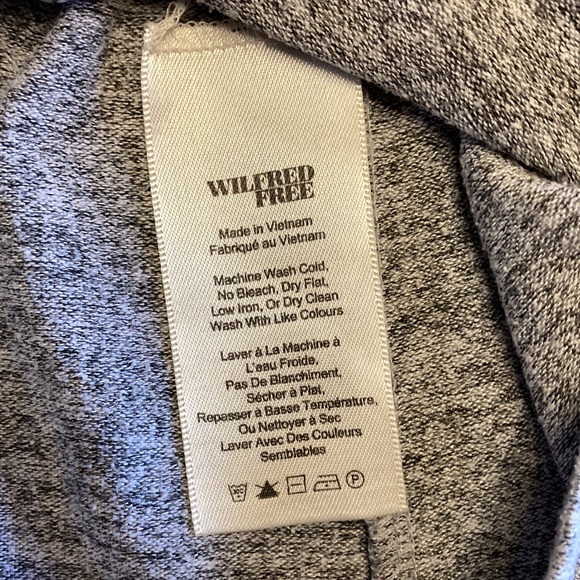 WILFRED
FREE
Made in Vietnam
Fabriqué au Vietnam
Machine Wash Cold,
No Bleach, Dry Flat,
Low Iron, Or Dry Clean
Wash With Like Colours
Laver à La Machine à
L'eau Froide,
Pas De Blanchiment,
Sécher à Plat,
Repasser à Basse Température,
Ou Nettoyer à Sec
Laver Avec Des Couleurs
Semblables
P